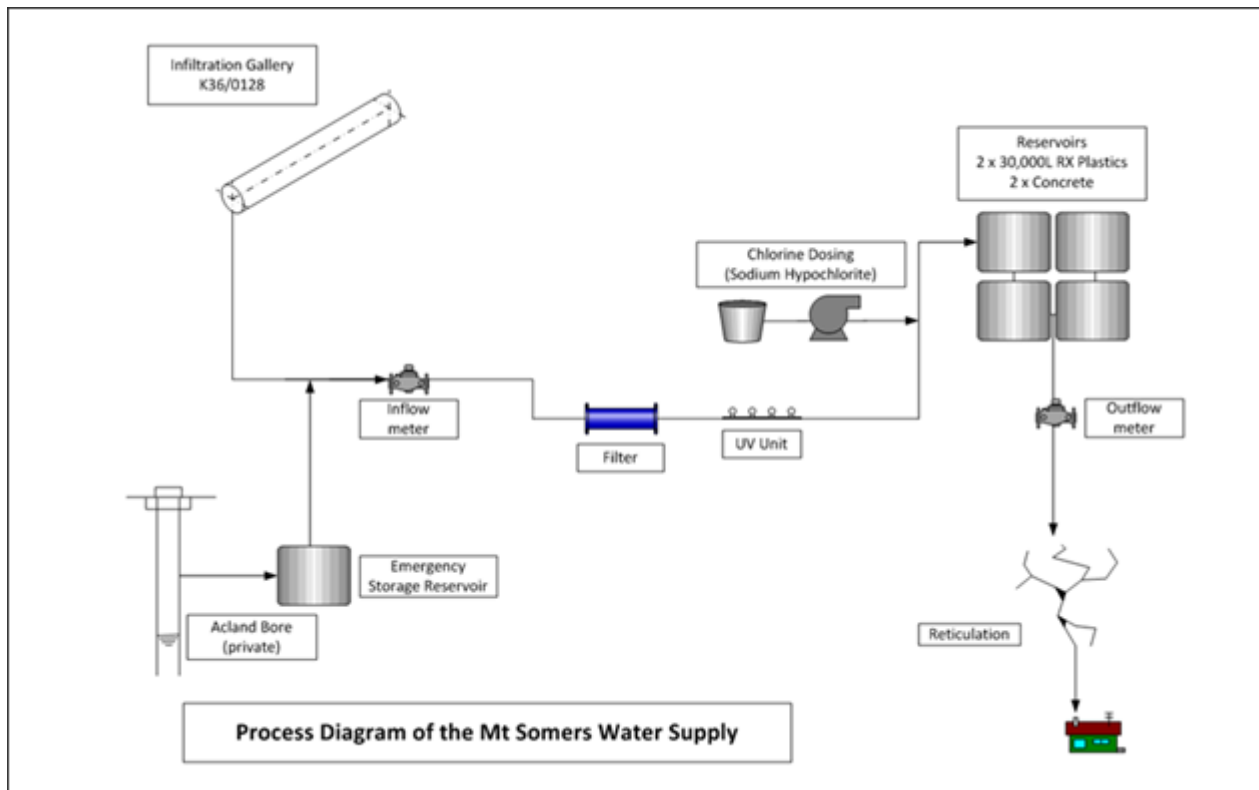 Infiltration Gallery
K36/0128
Reservoirs
2 x 30,000L RX Plastics
2 x Concrete
Chlorine Dosing
(Sodium Hypochlorite)
Inflow
meter
Filter
UV Unit
Outflow
meter
Emergency
Storage Reservoir
Acland Bore
(private)
Reticulation
Process Diagram of the Mt Somers Water Supply